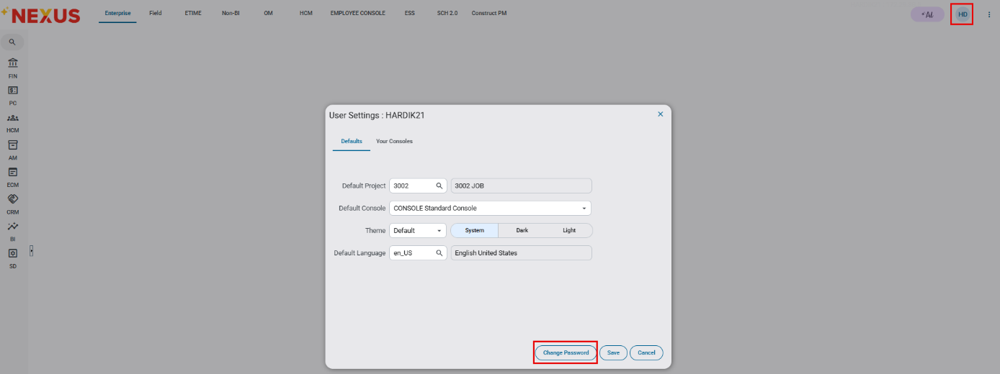 NEXUS
Enterprise Field ETIME Non-BI OM HCM EMPLOYEE CONSOLE ESS SCH 2.0 Construct PM
AI
HD
FIN
PC
HCM
AM
ECM
CRM
BI
SD
User Settings : HARDIK21
Defaults Your Consoles
Default Project 3002 3002 JOB
Default Console CONSOLE Standard Console
Theme Default System Dark Light
Default Language en_US English United States
Change Password Save Cancel